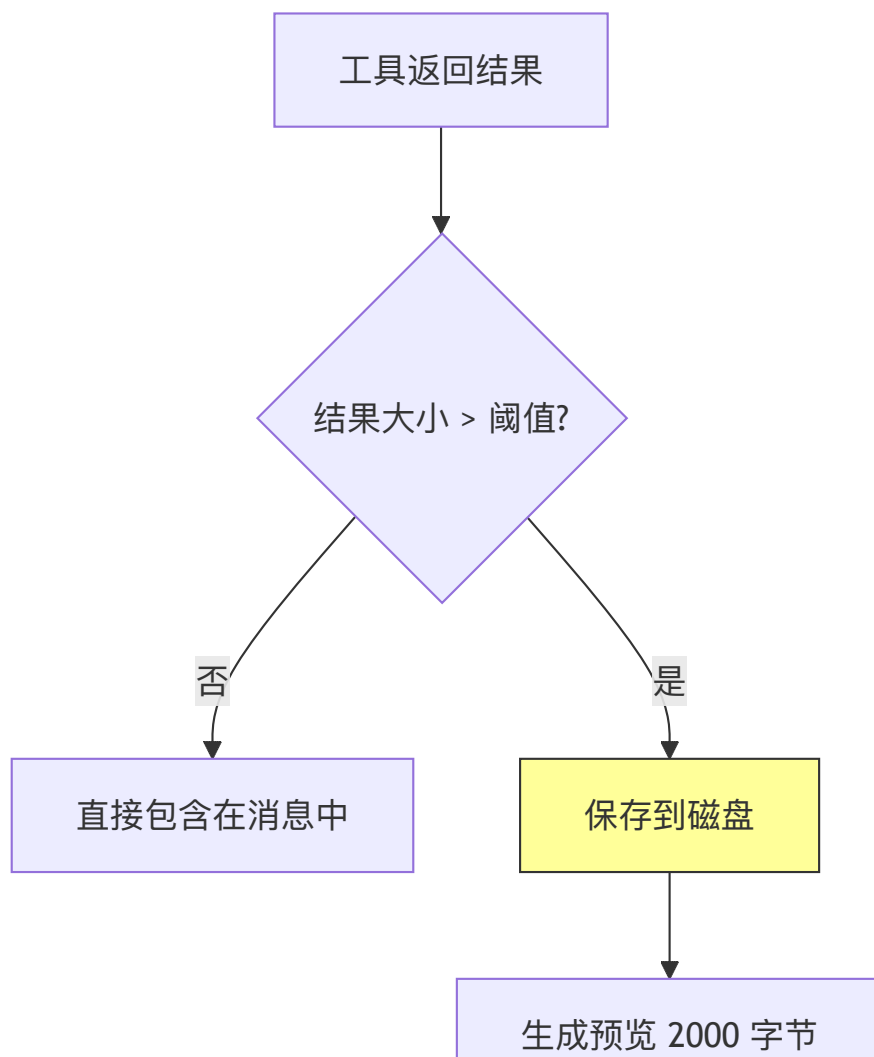 工具返回结果
结果大小 > 阈值?
否
是
直接包含在消息中
保存到磁盘
生成预览 2000 字节